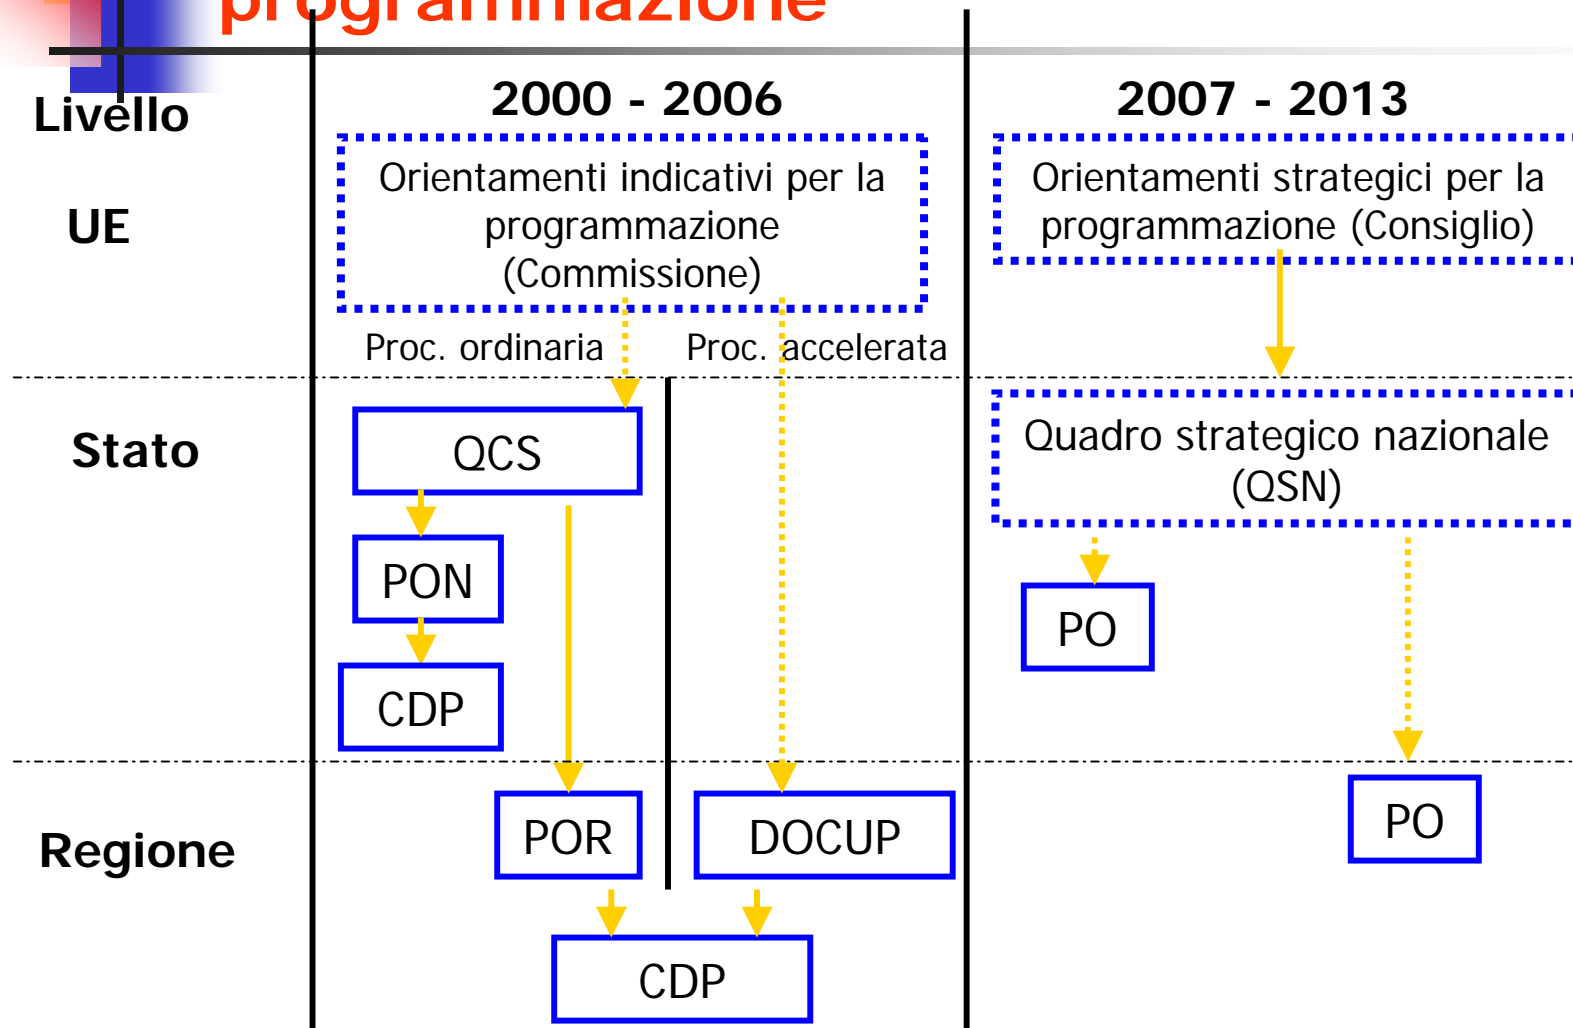 programmazione
Livello
2000 - 2006
2007 - 2013
UE
Orientamenti indicativi per la
programmazione
(Commissione)
Orientamenti strategici per la
programmazione (Consiglio)
Proc. ordinaria
Proc. accelerata
Stato
QCS
Quadro strategico nazionale
(QSN)
PON
PO
CDP
Regione
POR
DOCUP
PO
CDP